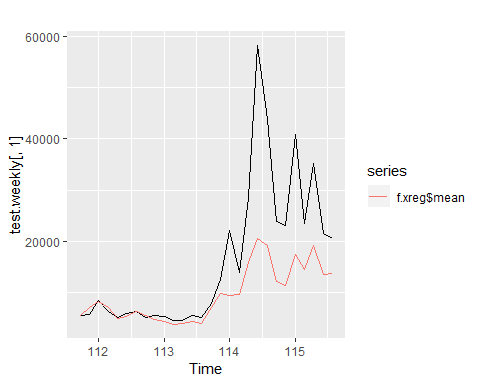 60000
40000
20000
test.weekly[, 1]
112
113
114
115
Time
series
f.xreg$mean